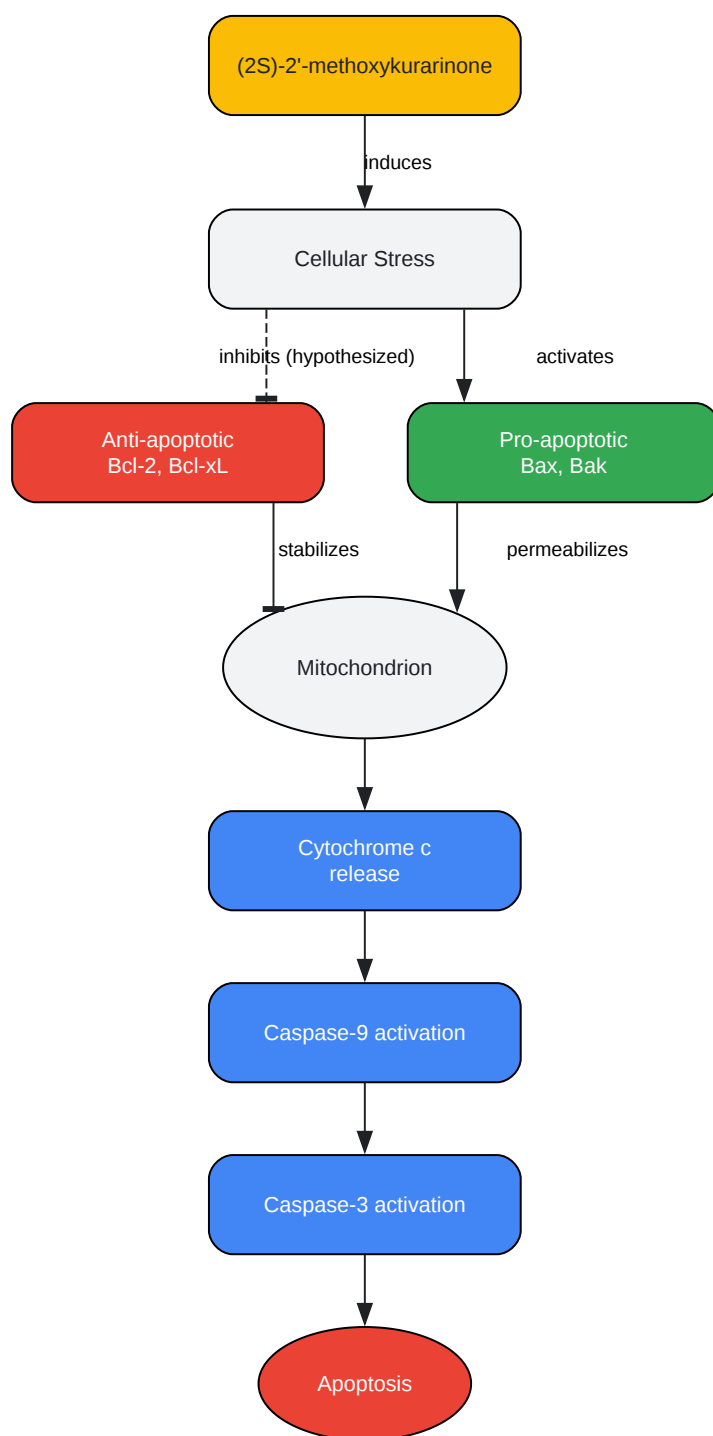 (2S)-2'-methoxykurarinone
induces
Cellular Stress
inhibits (hypothesized)
activates
Anti-apoptotic
Bcl-2, Bcl-xL
Pro-apoptotic
Bax, Bak
stabilizes
permeabilizes
Mitochondrion
Cytochrome c
release
Caspase-9 activation
Caspase-3 activation
Apoptosis